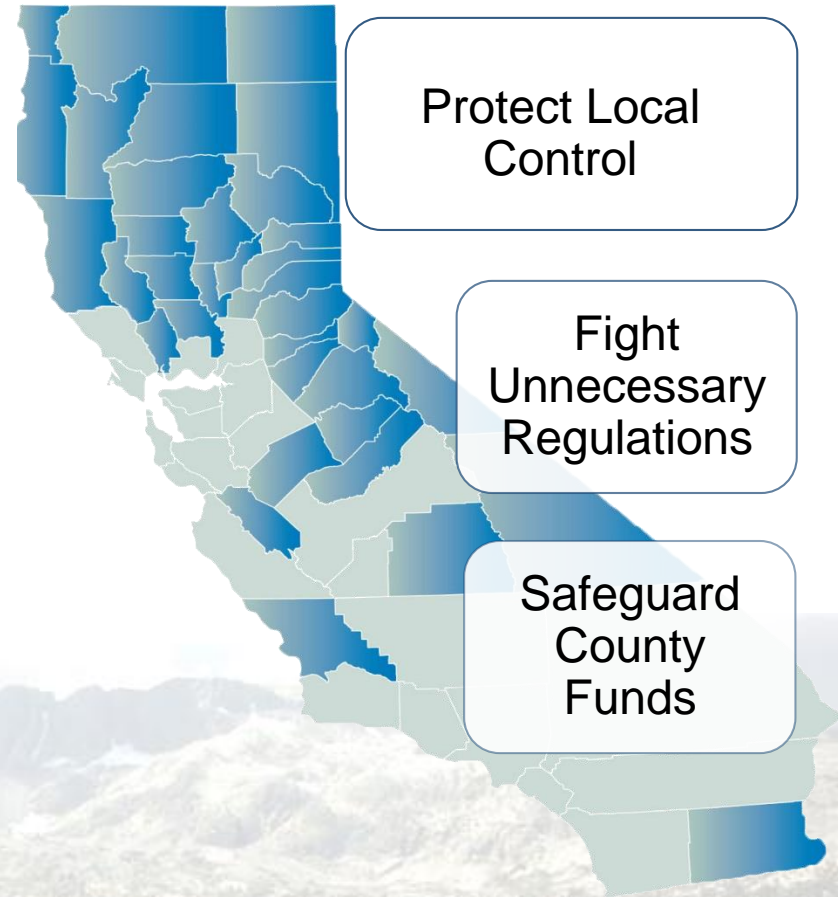 Protect Local
Control
Fight
Unnecessary
Regulations
Safeguard
County
Funds